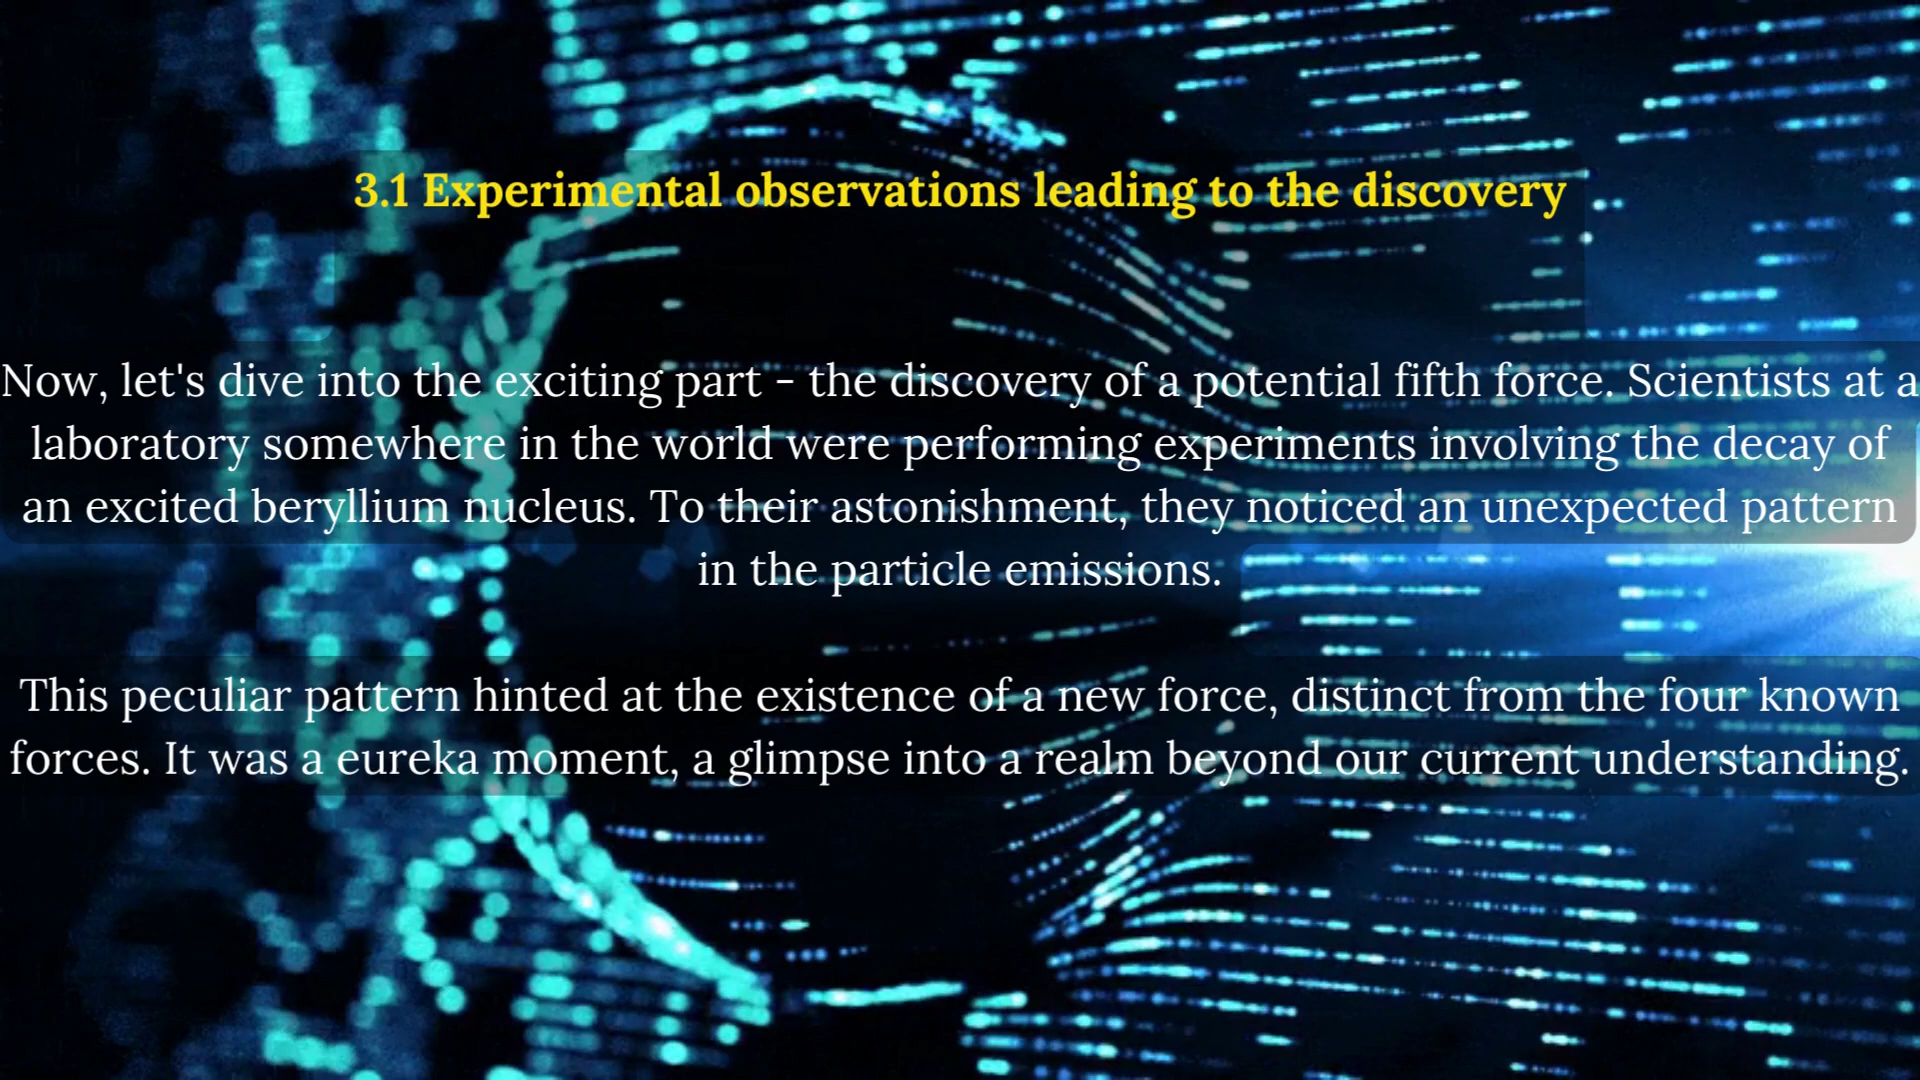 3.1 Experimental observations leading to the discovery
Now, let's dive into the exciting part - the discovery of a potential fifth force. Scientists at a
laboratory somewhere in the world were performing experiments involving the decay of
an excited beryllium nucleus. To their astonishment, they noticed an unexpected pattern
in the particle emissions.
This peculiar pattern hinted at the existence of a new force, distinct from the four known
forces. It was a eureka moment, a glimpse into a realm beyond our current understanding.